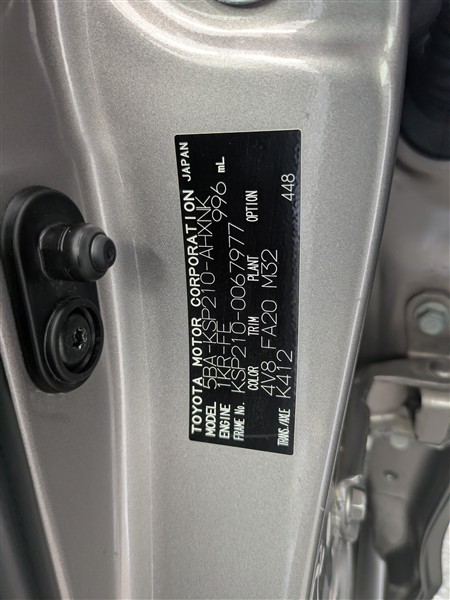 TOYOTA MOTOR CORPORATION JAPAN
MODEL 5BA-KSP210-AHXNK
ENGINE 1KR-FE 996 mL
FRAME No. KSP210-0067977
COLOR TRIM PLANT OPTION
4V8 FA20 M32 448
TRANS./AXLE K412